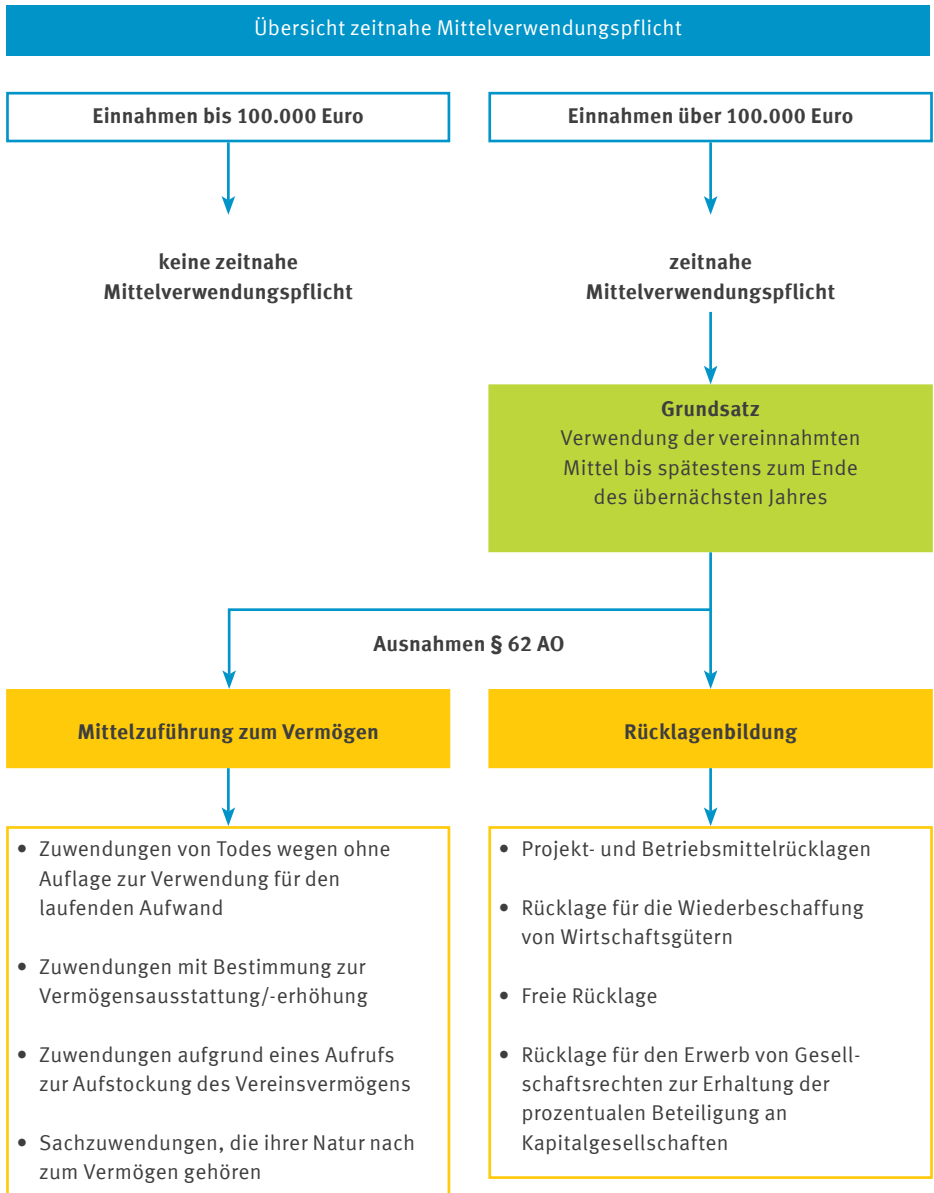 Übersicht zeitnahe Mittelverwendungspflicht
Einnahmen bis 100.000 Euro
Einnahmen über 100.000 Euro
keine zeitnahe
Mittelverwendungspflicht
zeitnahe
Mittelverwendungspflicht
Grundsatz
Verwendung der vereinnahmten
Mittel bis spätestens zum Ende
des übernächsten Jahres
Ausnahmen § 62 AO
Mittelzuführung zum Vermögen
• Zuwendungen von Todes wegen ohne
Auflage zur Verwendung für den
laufenden Aufwand
• Zuwendungen mit Bestimmung zur
Vermögensausstattung/-erhöhung
• Zuwendungen aufgrund eines Aufrufs
zur Aufstockung des Vereinsvermögens
• Sachzuwendungen, die ihrer Natur nach
zum Vermögen gehören
Rücklagenbildung
• Projekt- und Betriebsmittelrücklagen
• Rücklage für die Wiederbeschaffung
von Wirtschaftsgütern
• Freie Rücklage
• Rücklage für den Erwerb von Gesell-
schaftsrechten zur Erhaltung der
prozentualen Beteiligung an
Kapitalgesellschaften